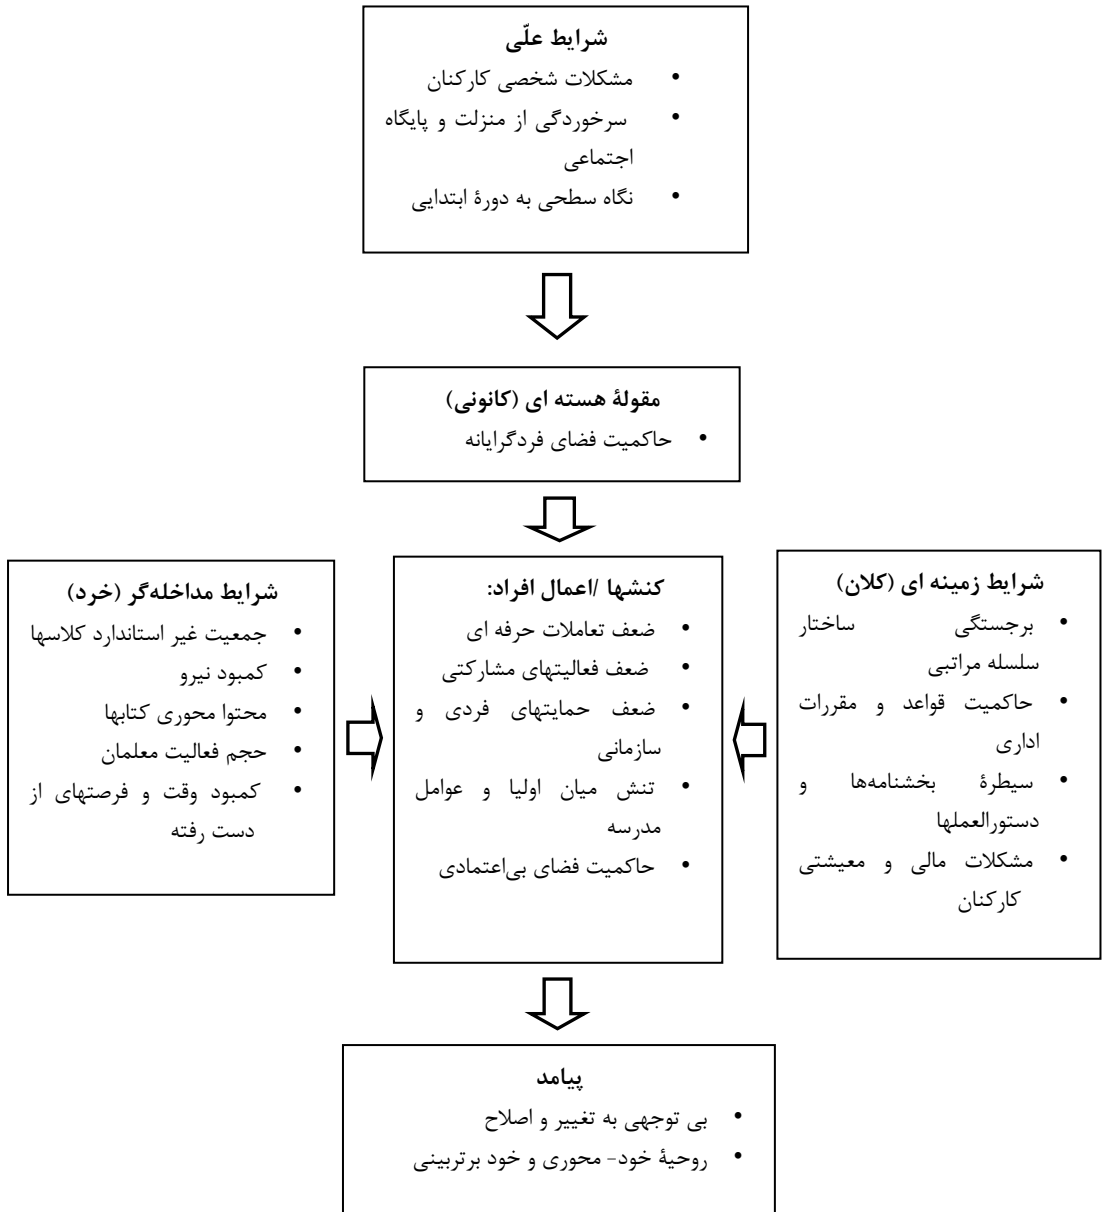 شرایط علّی
• مشکلات شخصی کارکنان
• سرخوردگی از منزلت و پایگاه
اجتماعی
• نگاه سطحی به دورۀ ابتدایی
مقولۀ هسته ای (کانونی)
• حاکمیت فضای فردگرایانه
شرایط زمینه ای (کلان)
• برجستگی ساختار
سلسله مراتبی
• حاکمیت قواعد و مقررات
اداری
• سیطرۀ بخشنامه‌ها و
دستورالعملها
• مشکلات مالی و معیشتی
کارکنان
کنشها /اعمال افراد:
• ضعف تعاملات حرفه ای
• ضعف فعالیتهای مشارکتی
• ضعف حمایتهای فردی و
سازمانی
• تنش میان اولیا و عوامل
مدرسه
• حاکمیت فضای بی‌اعتمادی
شرایط مداخله‌گر (خرد)
• جمعیت غیر استاندارد کلاسها
• کمبود نیرو
• محتوا محوری کتابها
• حجم فعالیت معلمان
• کمبود وقت و فرصتهای از
دست رفته
پیامد
• بی توجهی به تغییر و اصلاح
• روحیۀ خود- محوری و خود برتربینی